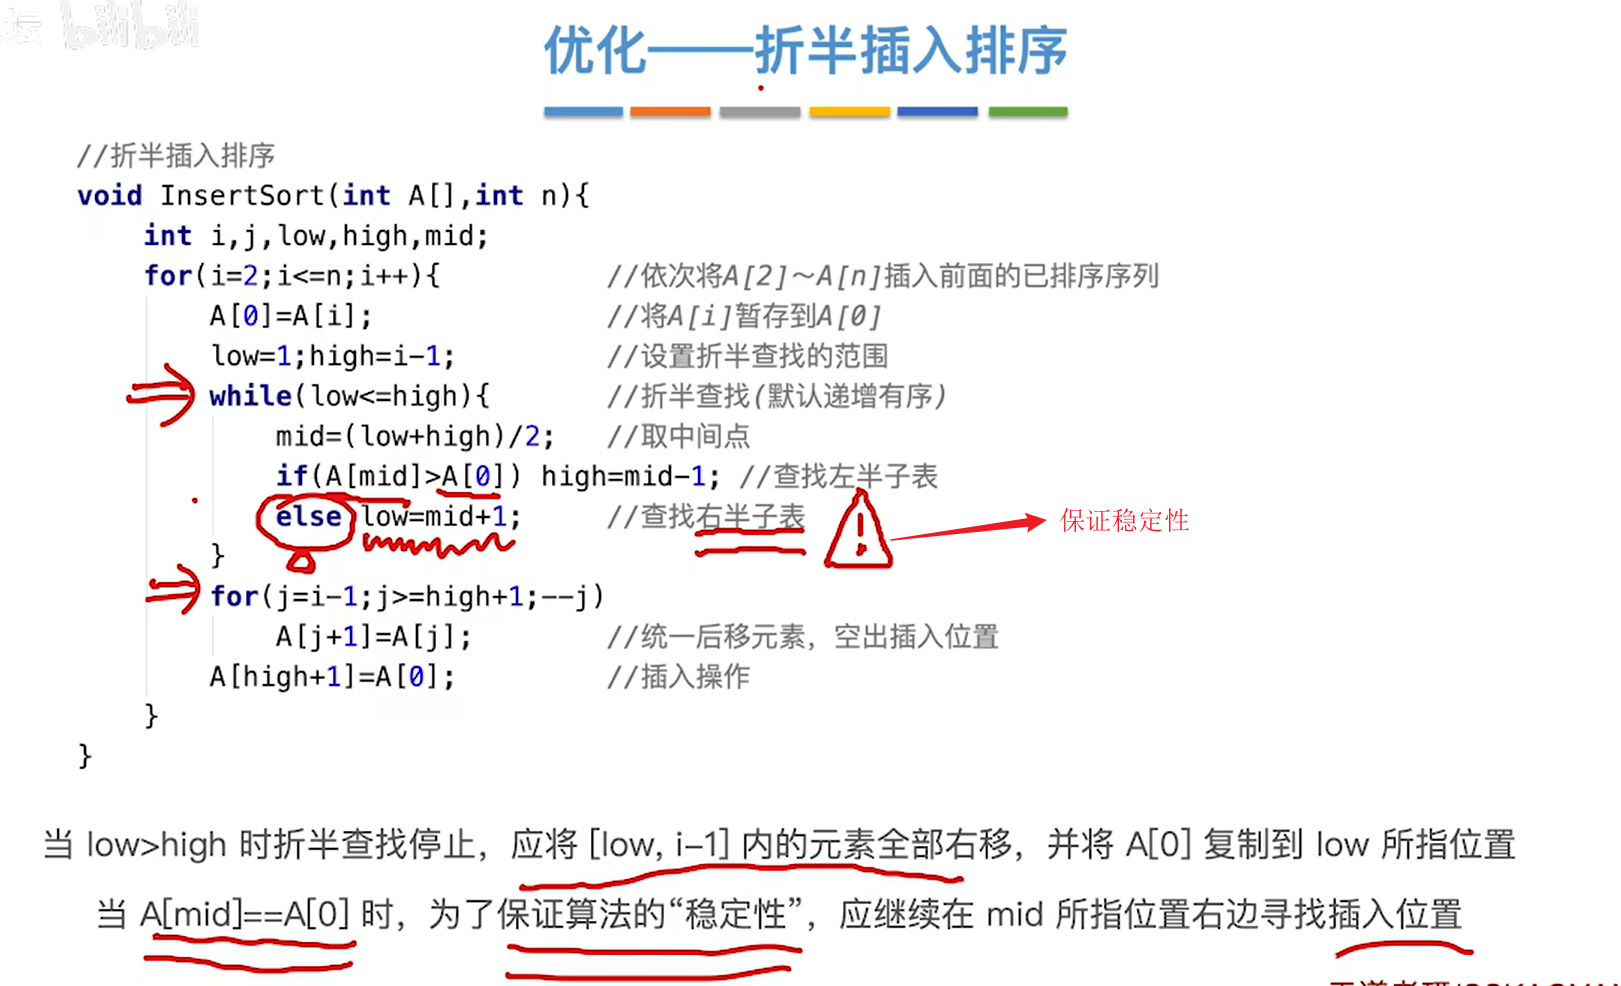 坛 bilibili
优化——折半插入排序
//折半插入排序
void InsertSort(int A[],int n){
int i,j,low,high,mid;
for(i=2;i<=n;i++){ //依次将A[2]～A[n]插入前面的已排序序列
A[0]=A[i]; //将A[i]暂存到A[0]
low=1;high=i-1; //设置折半查找的范围
while(low<=high){ //折半查找(默认递增有序)
mid=(low+high)/2; //取中间点
if(A[mid]>A[0]) high=mid-1; //查找左半子表
else low=mid+1; //查找右半子表 ! 保证稳定性
}
for(j=i-1;j>=high+1;--j)
A[j+1]=A[j]; //统一后移元素，空出插入位置
A[high+1]=A[0]; //插入操作
}
}
当 low>high 时折半查找停止，应将 [low, i-1] 内的元素全部右移，并将 A[0] 复制到 low 所指位置
当 A[mid]==A[0] 时，为了保证算法的“稳定性”，应继续在 mid 所指位置右边寻找插入位置